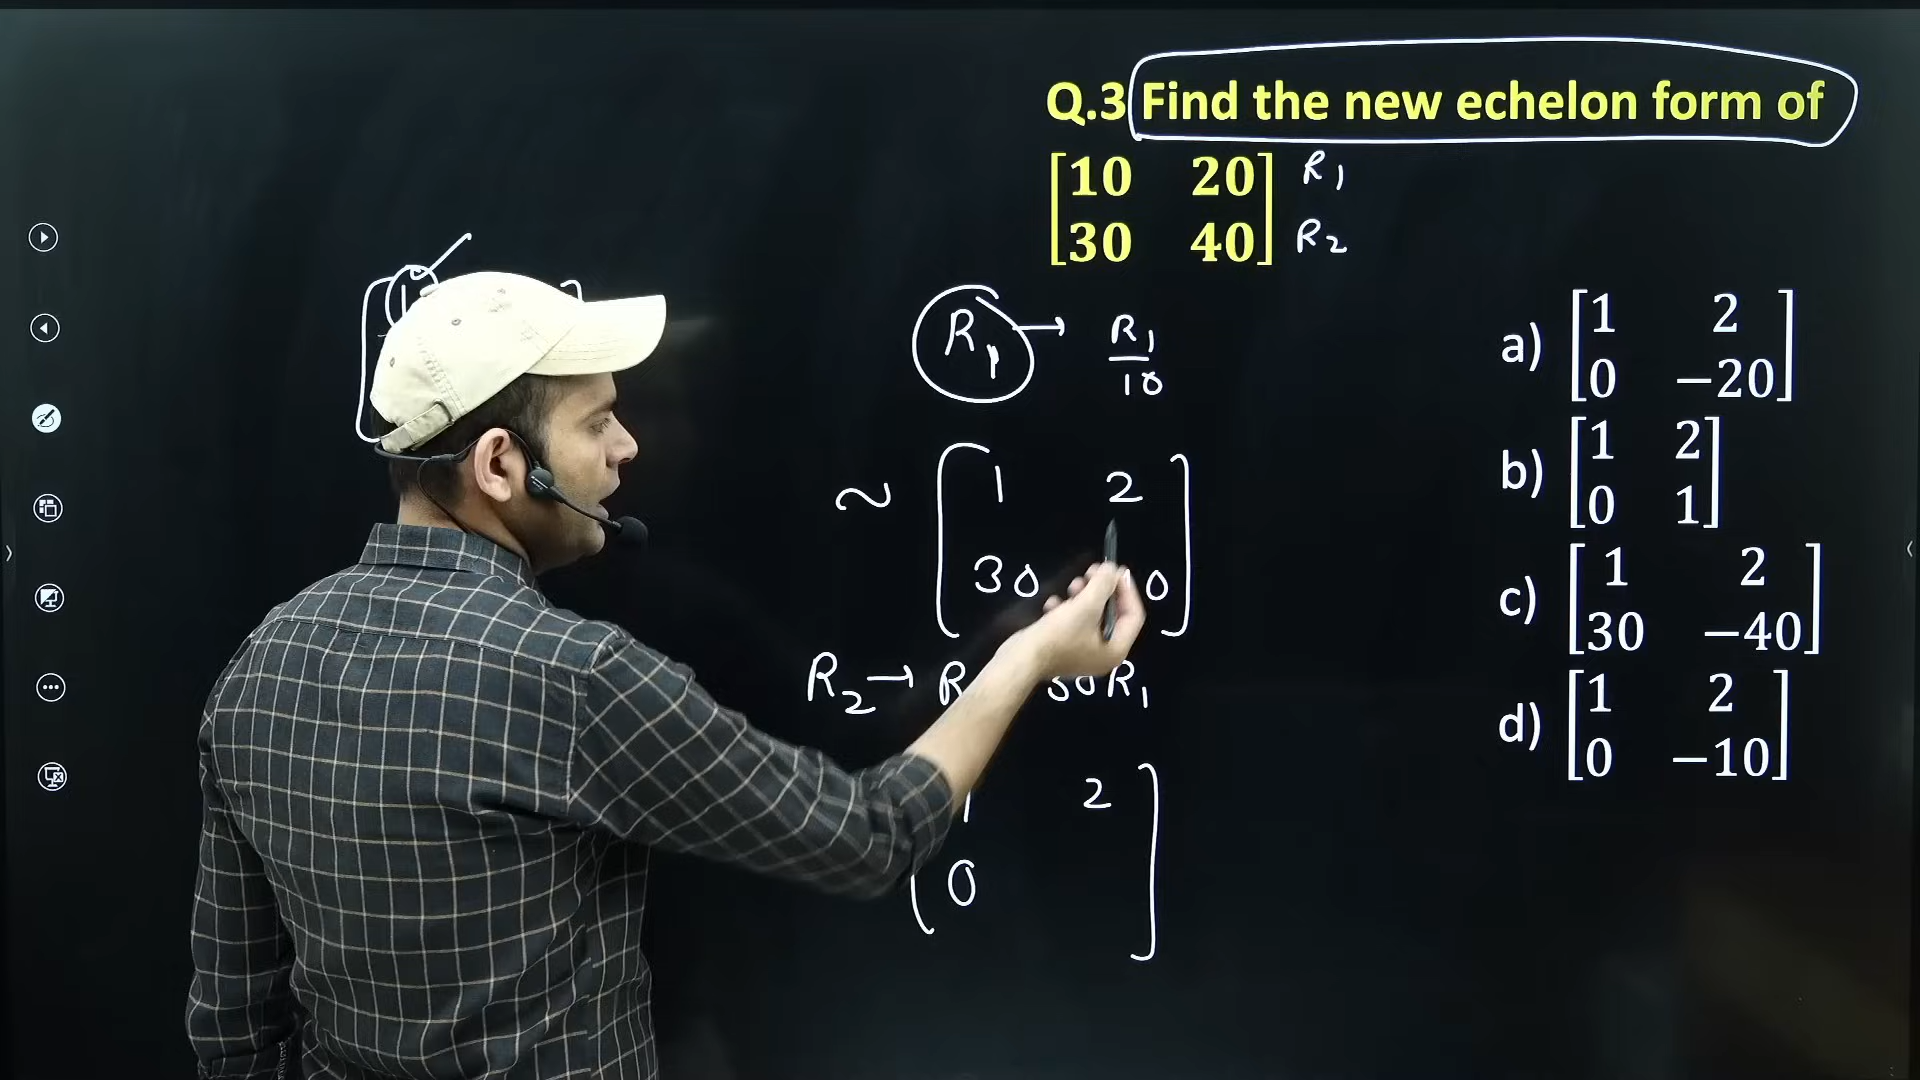 Q.3 Find the new echelon form of
[10 20] R1
[30 40] R2
R1 → R1/10
a) [1 2]
[0 −20]
b) [1 2]
[0 1]
c) [1 2]
[30 −40]
d) [1 2]
[0 −10]
~ [1 2]
[30 0]
R2 → R 30R1
2]
[0